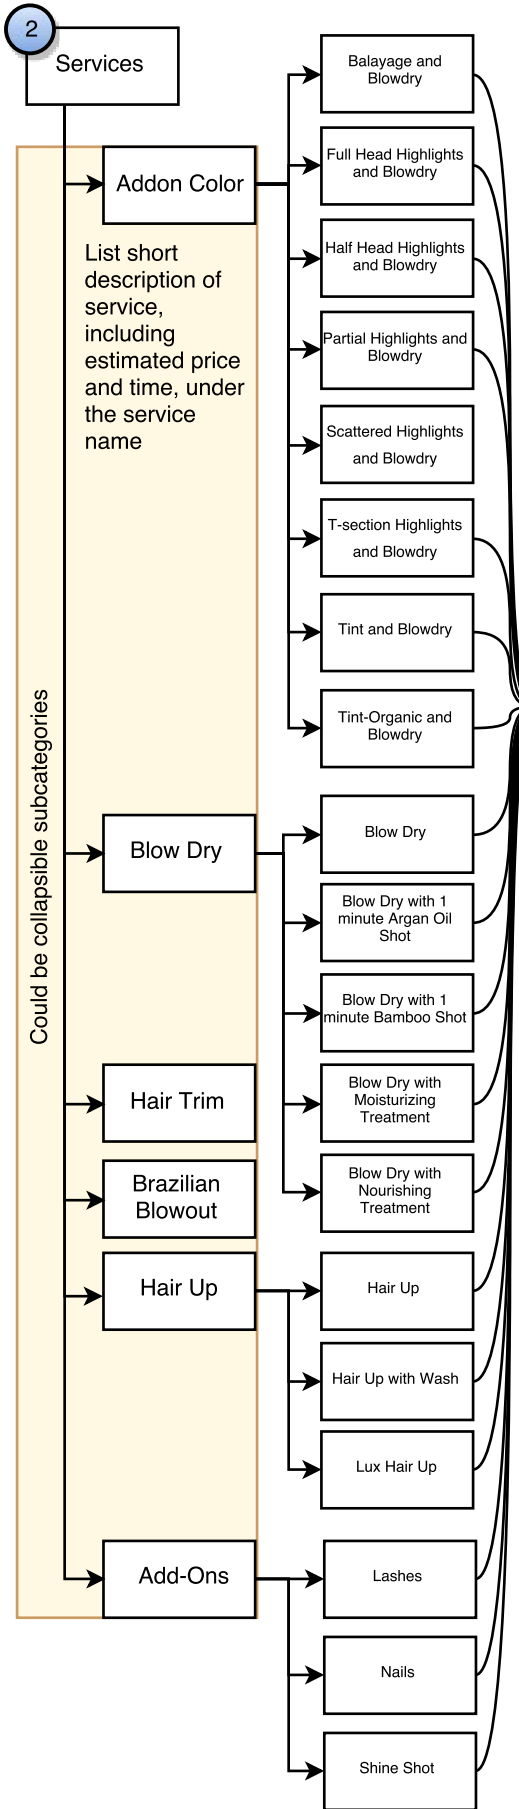 2
Services
Addon Color
List short
description of
service,
including
estimated price
and time, under
the service
name
Balayage and
Blowdry
Full Head Highlights
and Blowdry
Half Head Highlights
and Blowdry
Partial Highlights and
Blowdry
Scattered Highlights
and Blowdry
T-section Highlights
and Blowdry
Tint and Blowdry
Tint-Organic and
Blowdry
Could be collapsible subcategories
Blow Dry
Blow Dry
Blow Dry with 1
minute Argan Oil
Shot
Blow Dry with 1
minute Bamboo Shot
Blow Dry with
Moisturizing
Treatment
Blow Dry with
Nourishing
Treatment
Hair Trim
Brazilian
Blowout
Hair Up
Hair Up
Hair Up with Wash
Lux Hair Up
Add-Ons
Lashes
Nails
Shine Shot